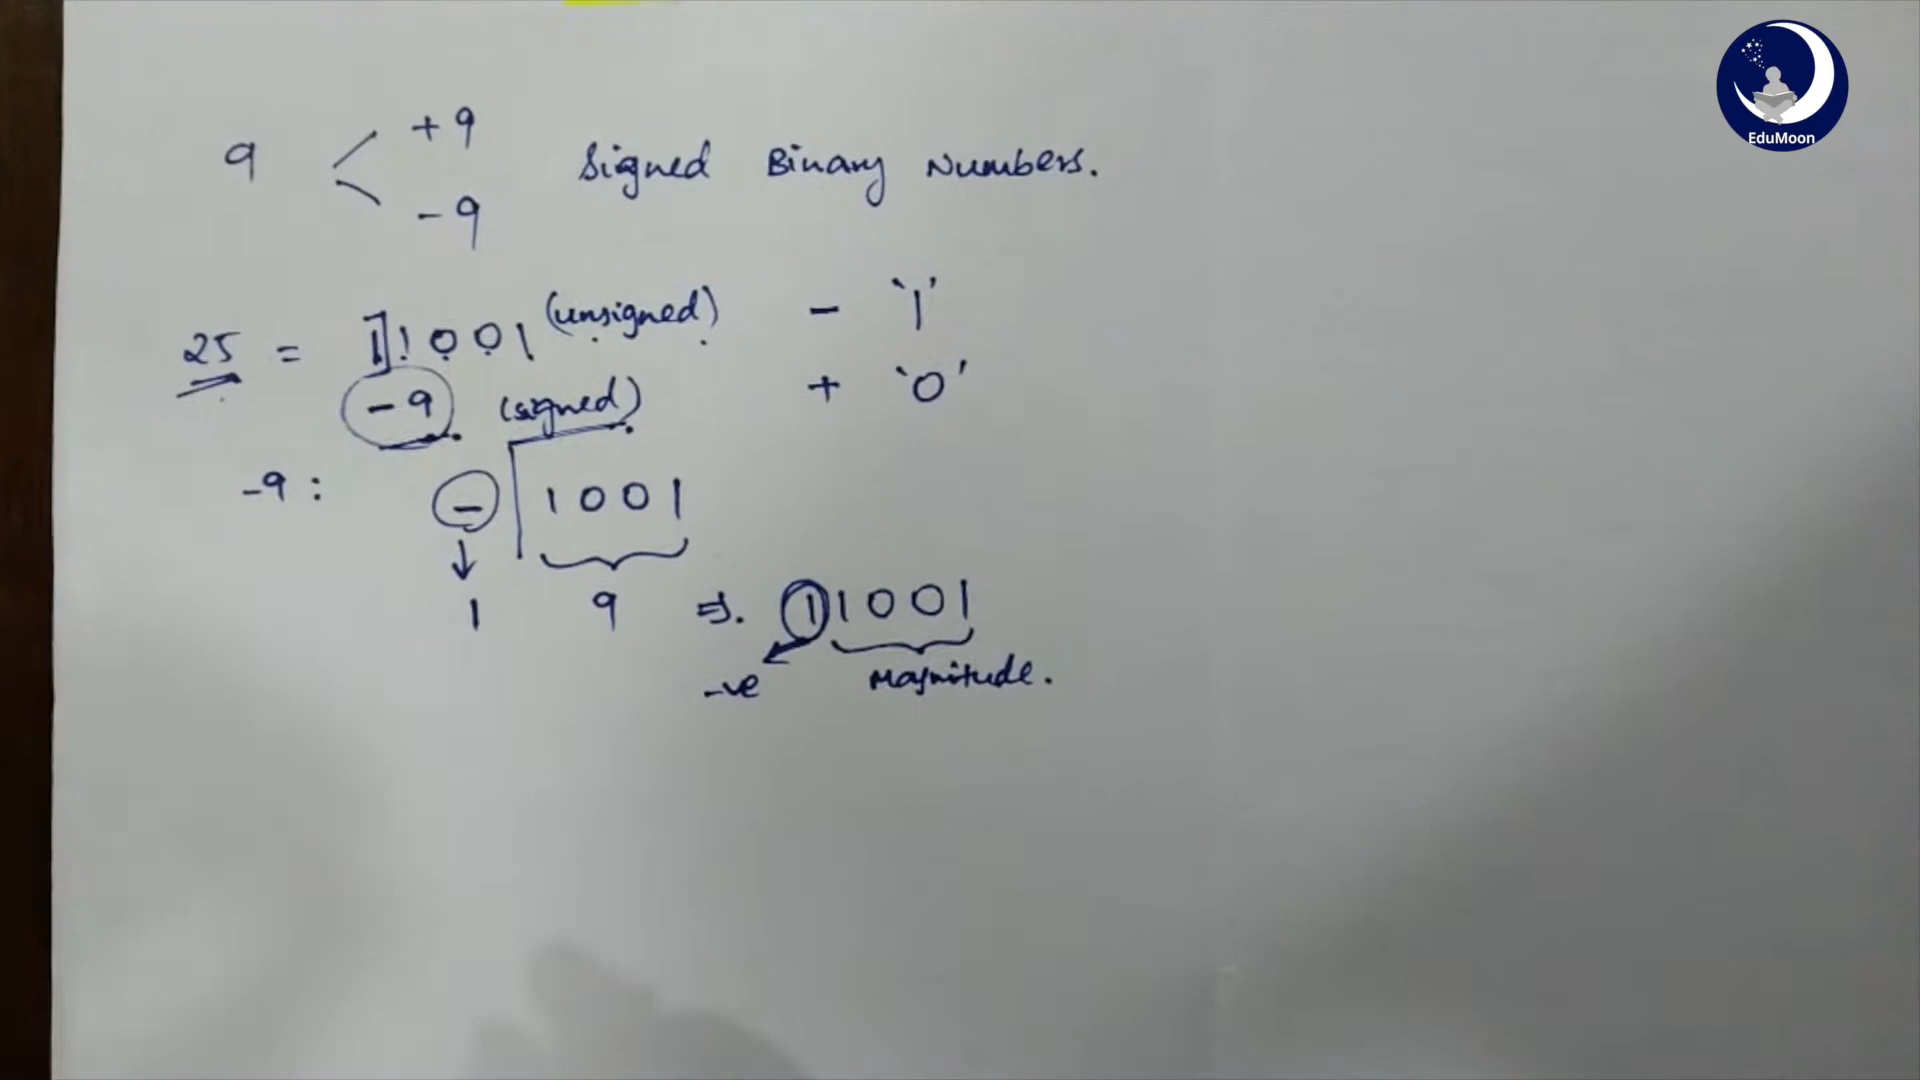 9 < +9 Signed Binary Numbers.
-9
25 = 11001 (unsigned) - '1'
-9 (signed) + '0'
-9 : - 1001
1 9 ⇒. 11001
-ve Magnitude.
EduMoon